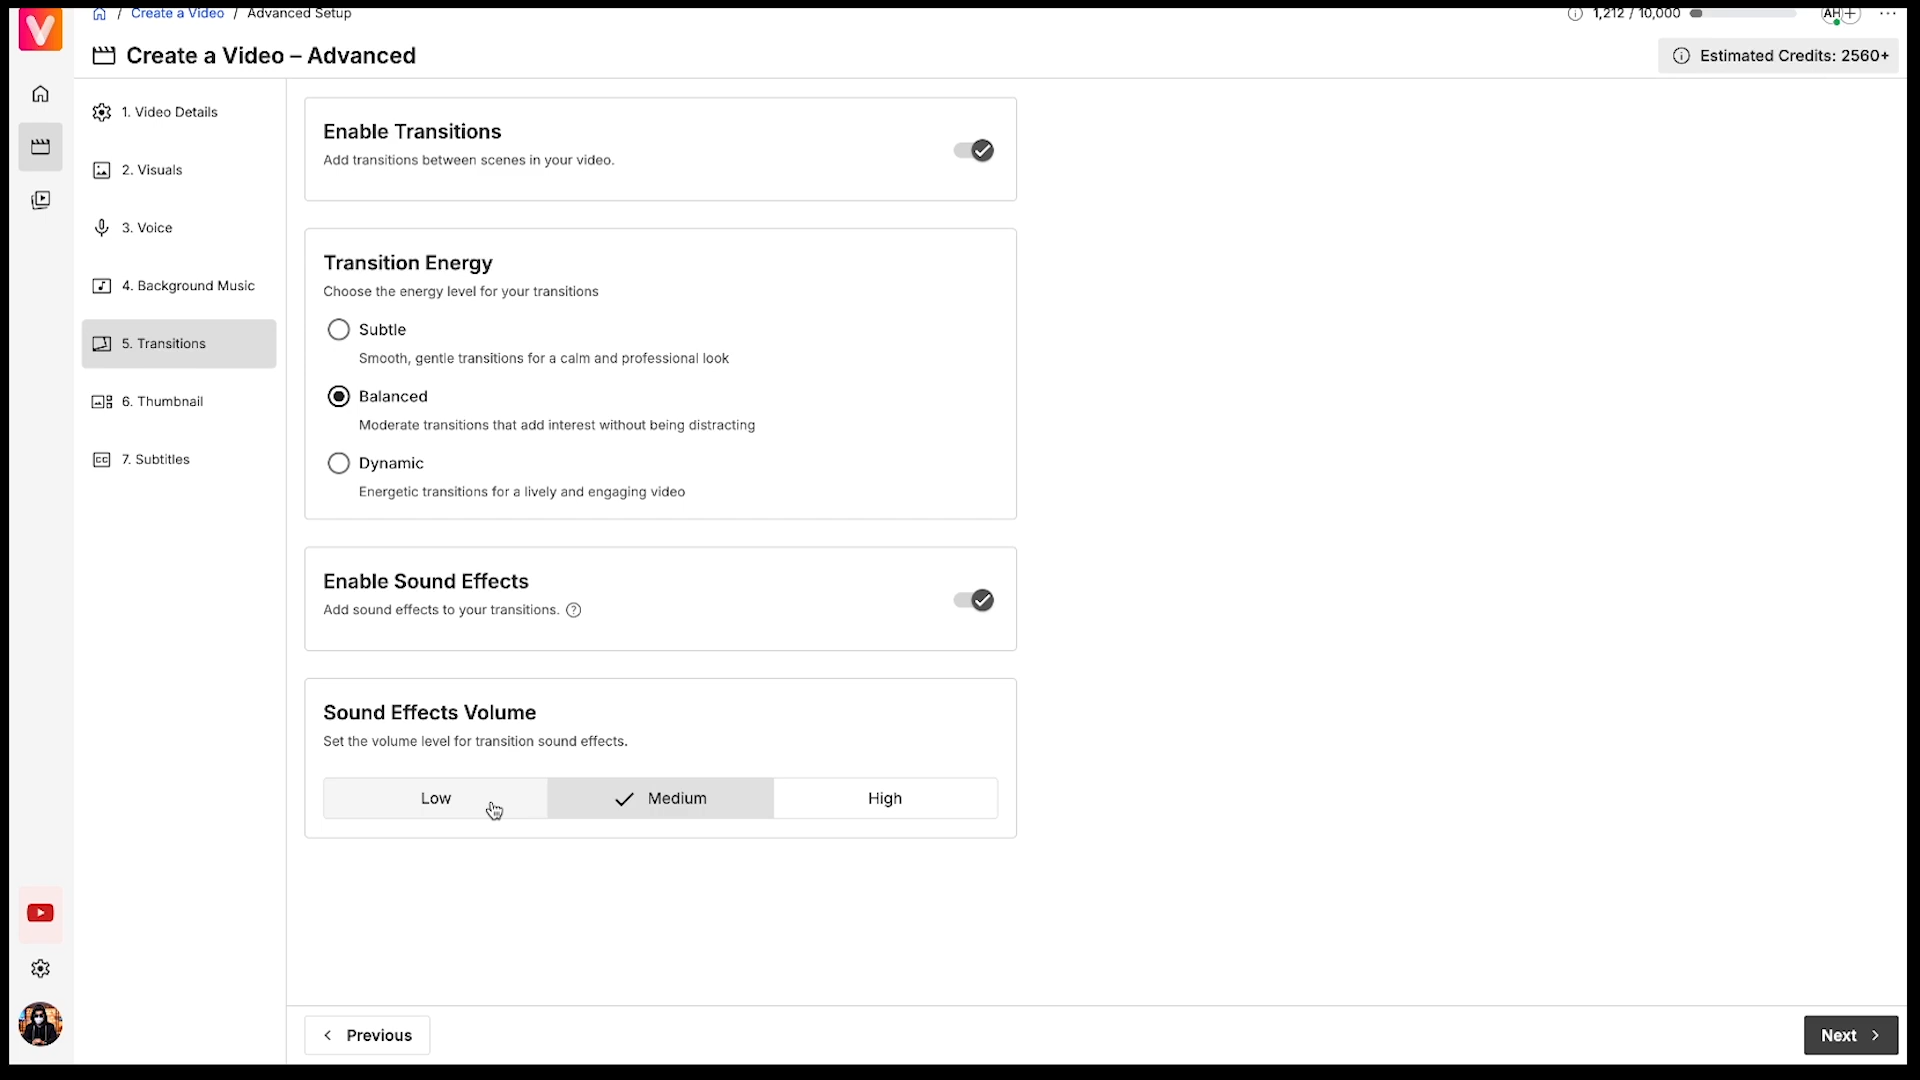 / Create a Video / Advanced Setup
1,212 / 10,000
AH
Create a Video – Advanced
Estimated Credits: 2560+
1. Video Details
2. Visuals
3. Voice
4. Background Music
5. Transitions
6. Thumbnail
CC 7. Subtitles
Enable Transitions
Add transitions between scenes in your video.
Transition Energy
Choose the energy level for your transitions
Subtle
Smooth, gentle transitions for a calm and professional look
Balanced
Moderate transitions that add interest without being distracting
Dynamic
Energetic transitions for a lively and engaging video
Enable Sound Effects
Add sound effects to your transitions.
Sound Effects Volume
Set the volume level for transition sound effects.
Low
Medium
High
Previous
Next